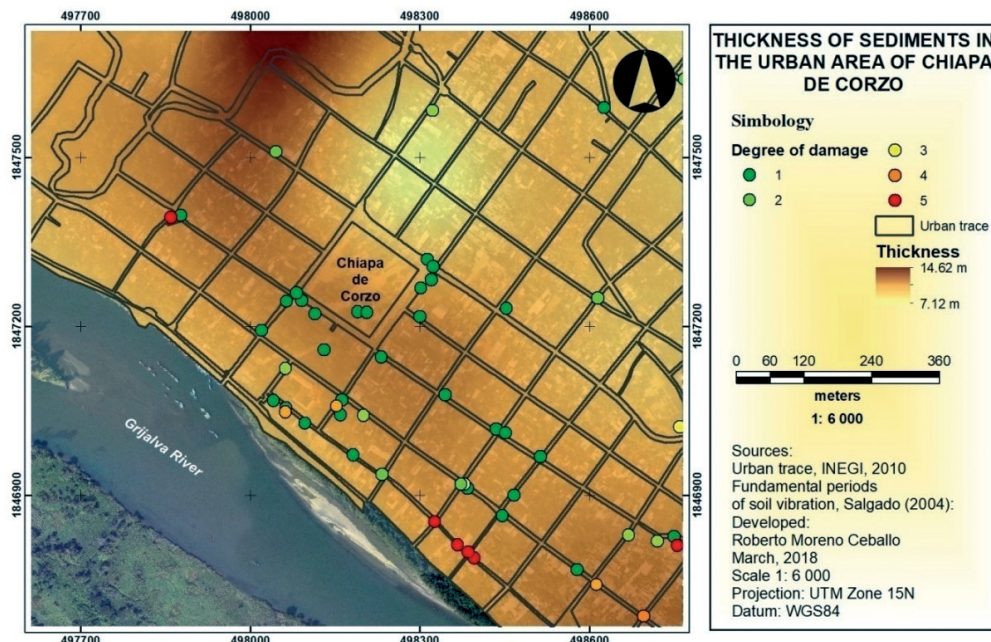 497700 498000 498300 498600
1847500
1847200
1846900
Chiapa
de
Corzo
Grijalva River
1847500
1847200
1846900
497700 498000 498300 498600
THICKNESS OF SEDIMENTS IN
THE URBAN AREA OF CHIAPA
DE CORZO
Simbology
Degree of damage
1
2
3
4
5
Urban trace
Thickness
14.62 m
7.12 m
0 60 120 240 360
meters
1: 6 000
Sources:
Urban trace, INEGI, 2010
Fundamental periods
of soil vibration, Salgado (2004):
Developed:
Roberto Moreno Ceballo
March, 2018
Scale 1: 6 000
Projection: UTM Zone 15N
Datum: WGS84